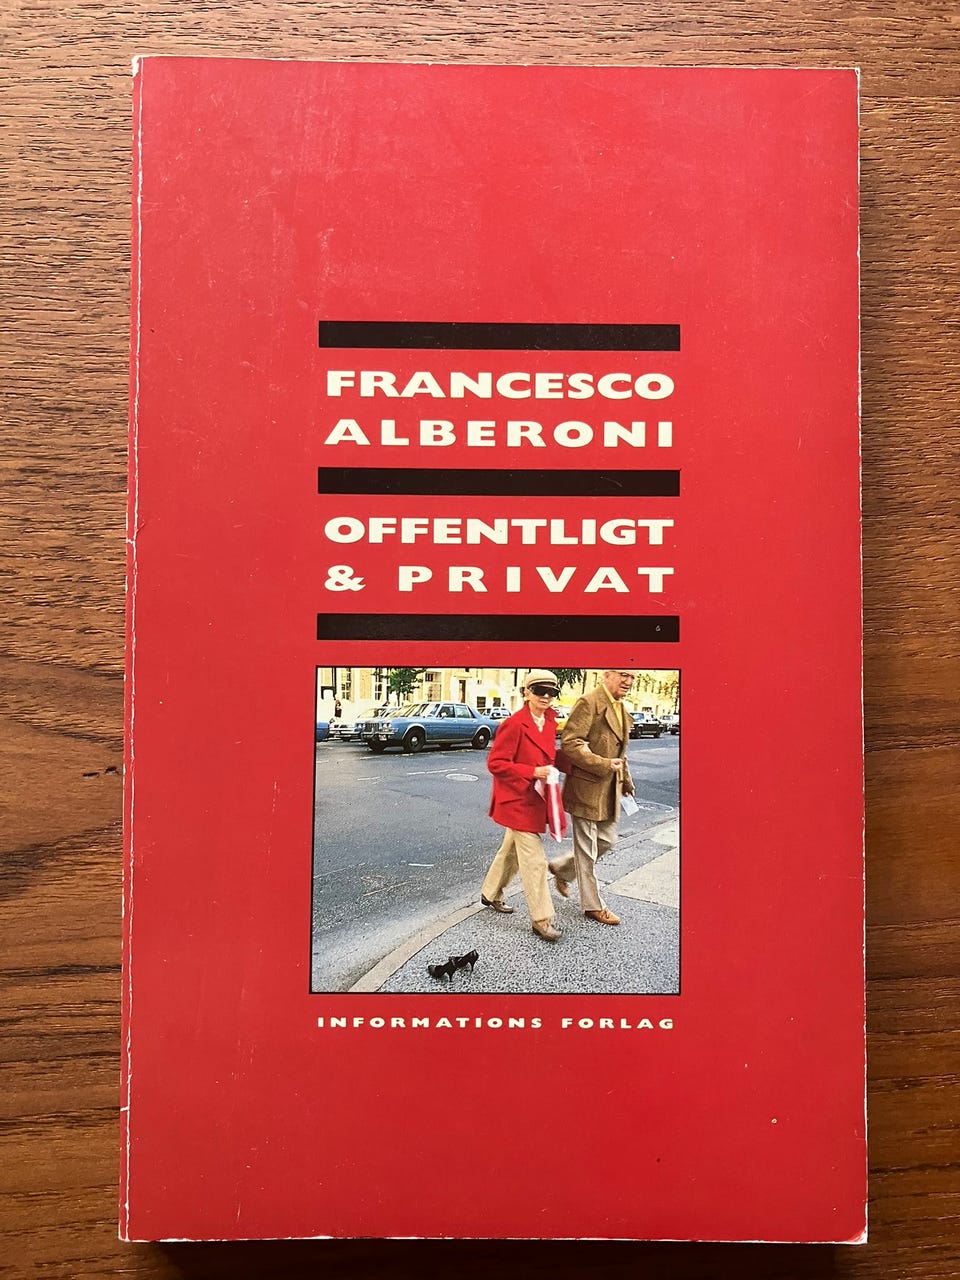 FRANCESCO
ALBERONI
OFFENTLIGT
& PRIVAT
INFORMATIONS FORLAG